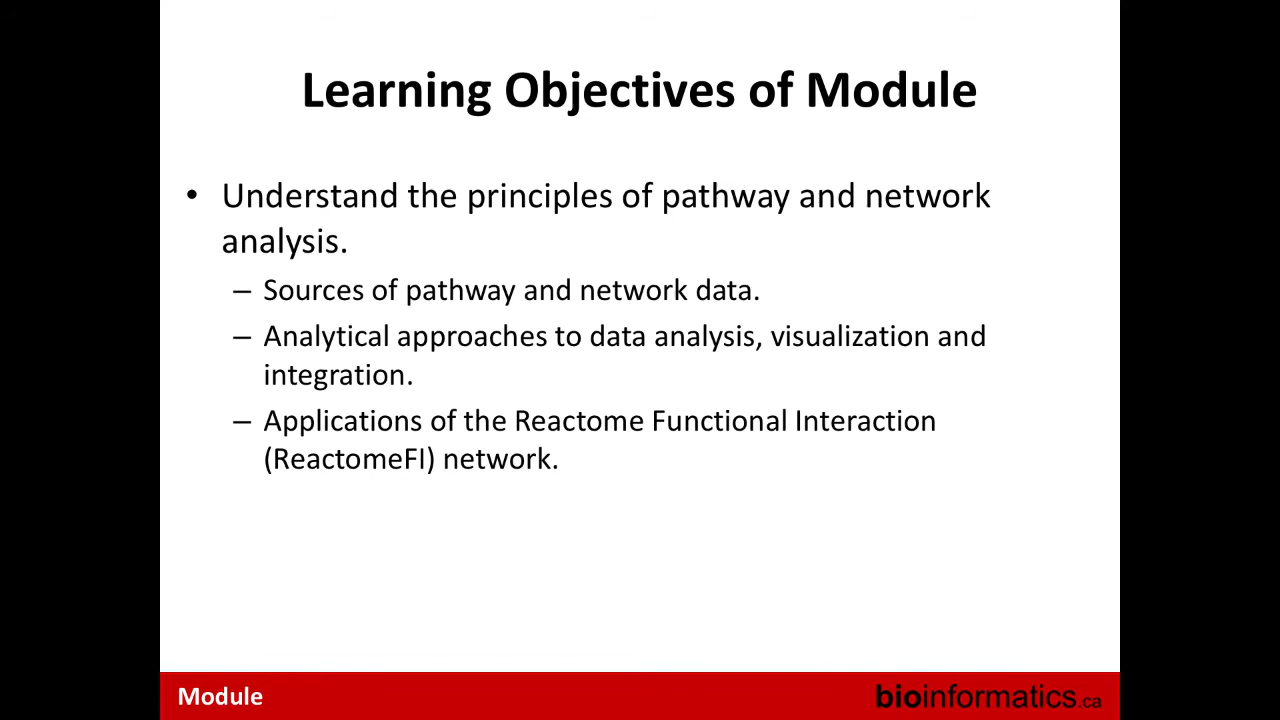 Learning Objectives of Module
• Understand the principles of pathway and network
analysis.
– Sources of pathway and network data.
– Analytical approaches to data analysis, visualization and
integration.
– Applications of the Reactome Functional Interaction
(ReactomeFI) network.
Module
bioinformatics.ca